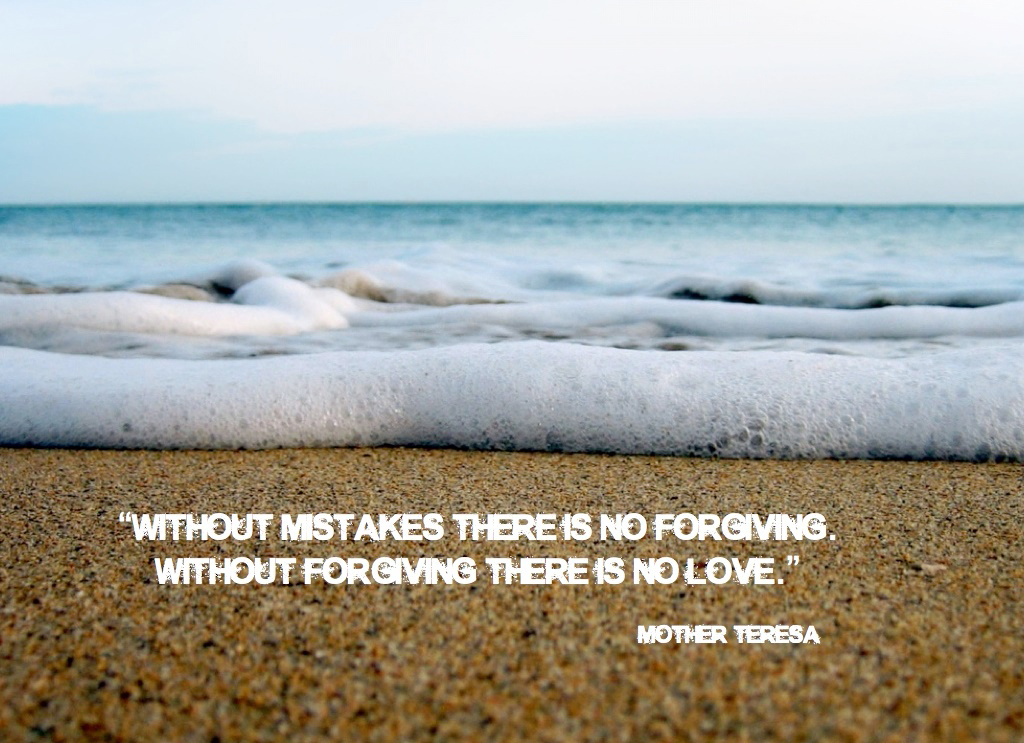 “WITHOUT MISTAKES THERE IS NO FORGIVING.
WITHOUT FORGIVING THERE IS NO LOVE.”
MOTHER TERESA